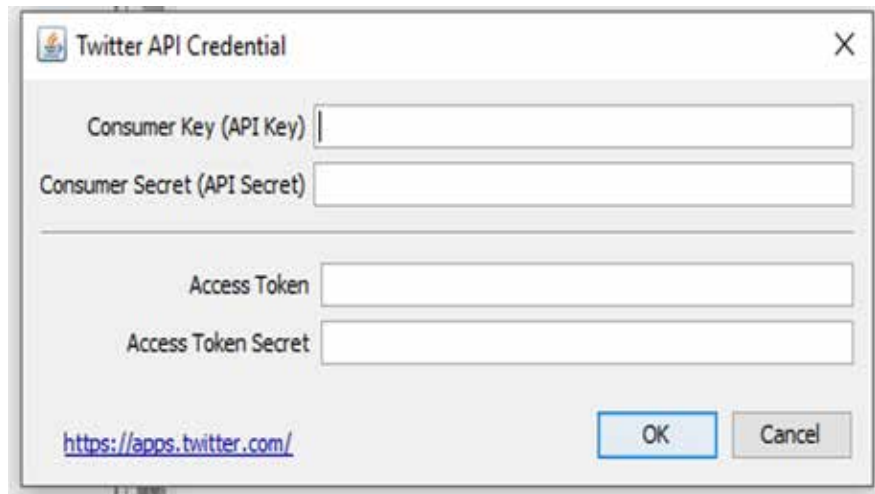 Twitter API Credential
Consumer Key (API Key)
Consumer Secret (API Secret)
Access Token
Access Token Secret
https://apps.twitter.com/
OK
Cancel